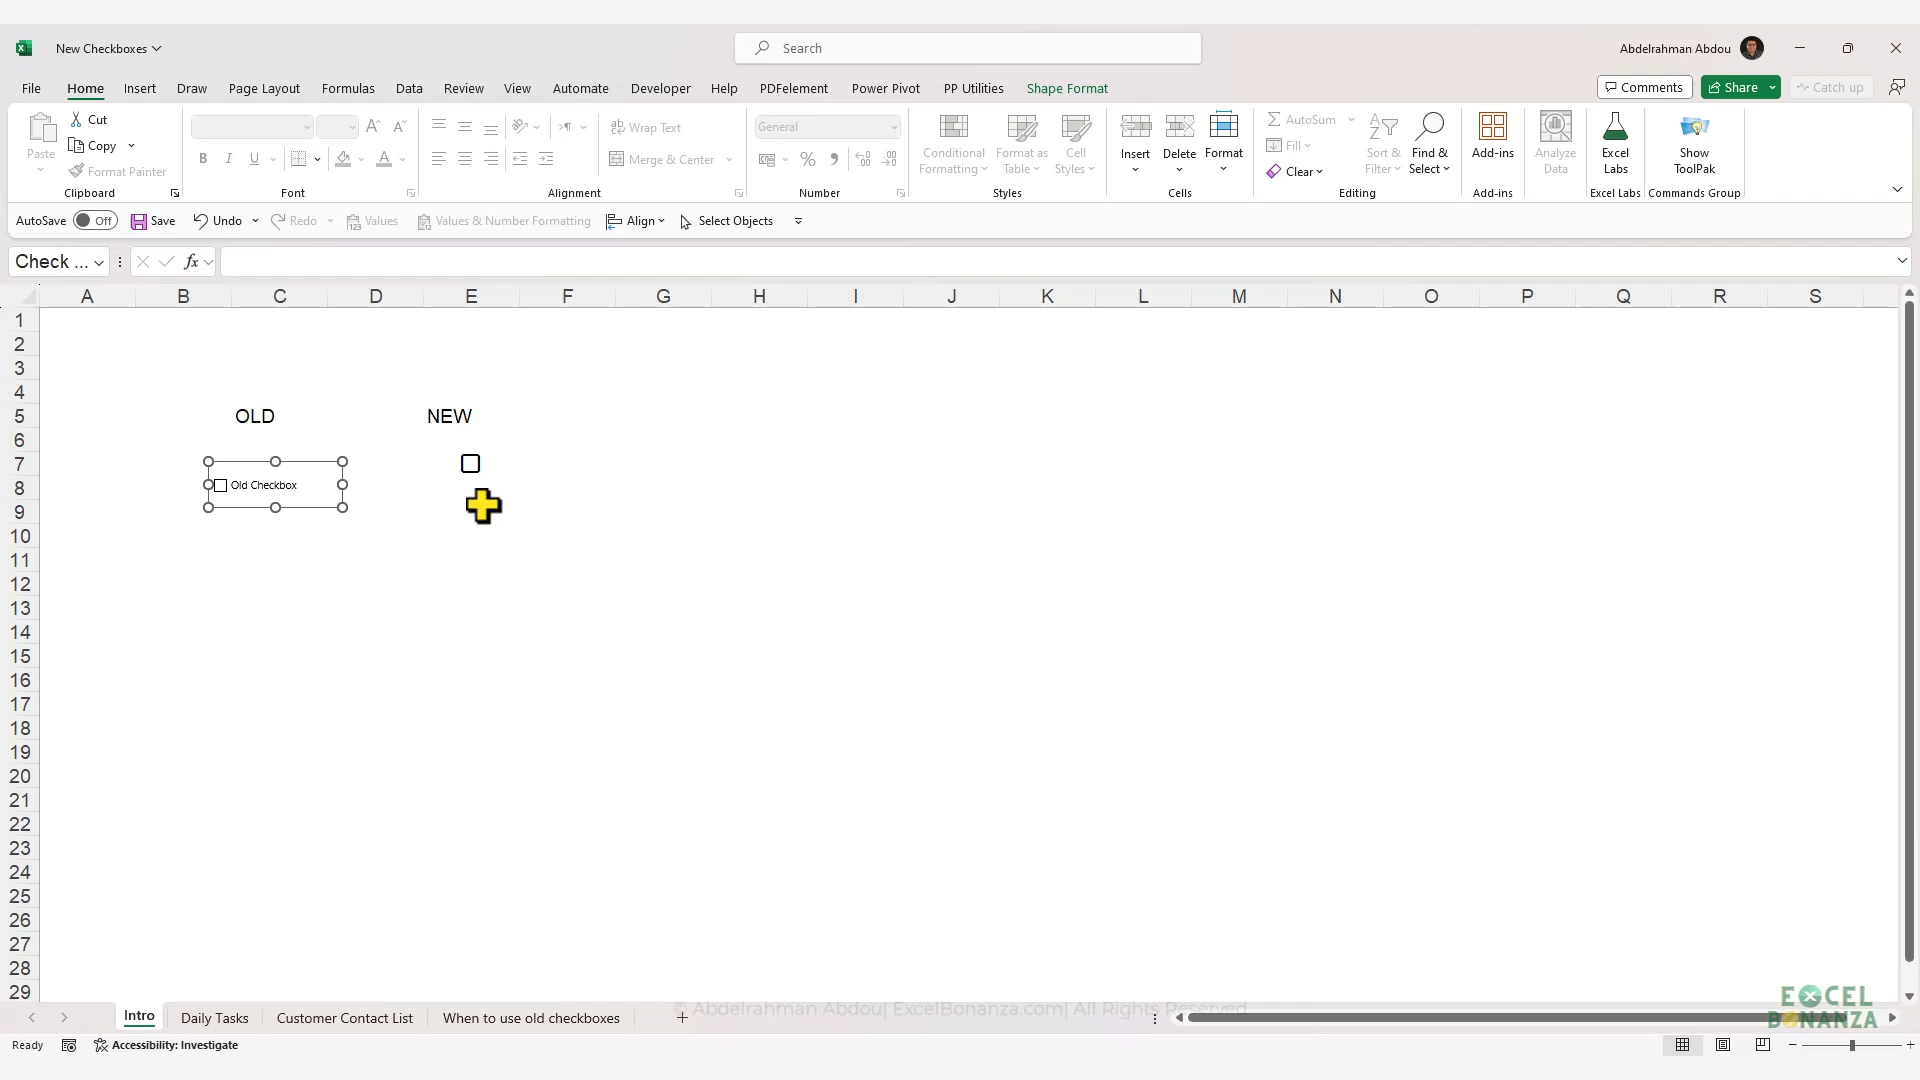 New Checkboxes
Search
Abdelrahman Abdou
File Home Insert Draw Page Layout Formulas Data Review View Automate Developer Help PDFelement Power Pivot PP Utilities Shape Format
Comments Share Catch up
Paste Cut Copy Format Painter
Clipboard
B I U A A A
Font
ab Wrap Text
Merge & Center
Alignment
General
%
Number
Conditional Formatting
Format as Table
Cell Styles
Styles
Insert Delete Format
Cells
AutoSum Fill Clear
Sort & Filter
Find & Select
Editing
Add-ins
Add-ins
Analyze Data
Excel Labs
Excel Labs
Show ToolPak
Commands Group
AutoSave Off Save Undo Redo Values Values & Number Formatting Align Select Objects
Check ... fx
A B C D E F G H I J K L M N O P Q R S
1
2
3
4
5 OLD NEW
6
7
8 Old Checkbox
9
10
11
12
13
14
15
16
17
18
19
20
21
22
23
24
25
26
27
28
29
© Abdelrahman Abdou| ExcelBonanza.com| All Rights Reserved
EXCEL
BONANZA
Intro Daily Tasks Customer Contact List When to use old checkboxes
Ready Accessibility: Investigate